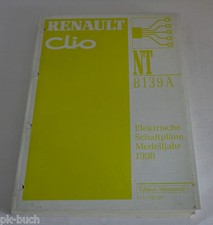 RENAULT
Clio
NT
8139A
Elektrische
Schaltpläne
Modelljahr
1998
pk-buch